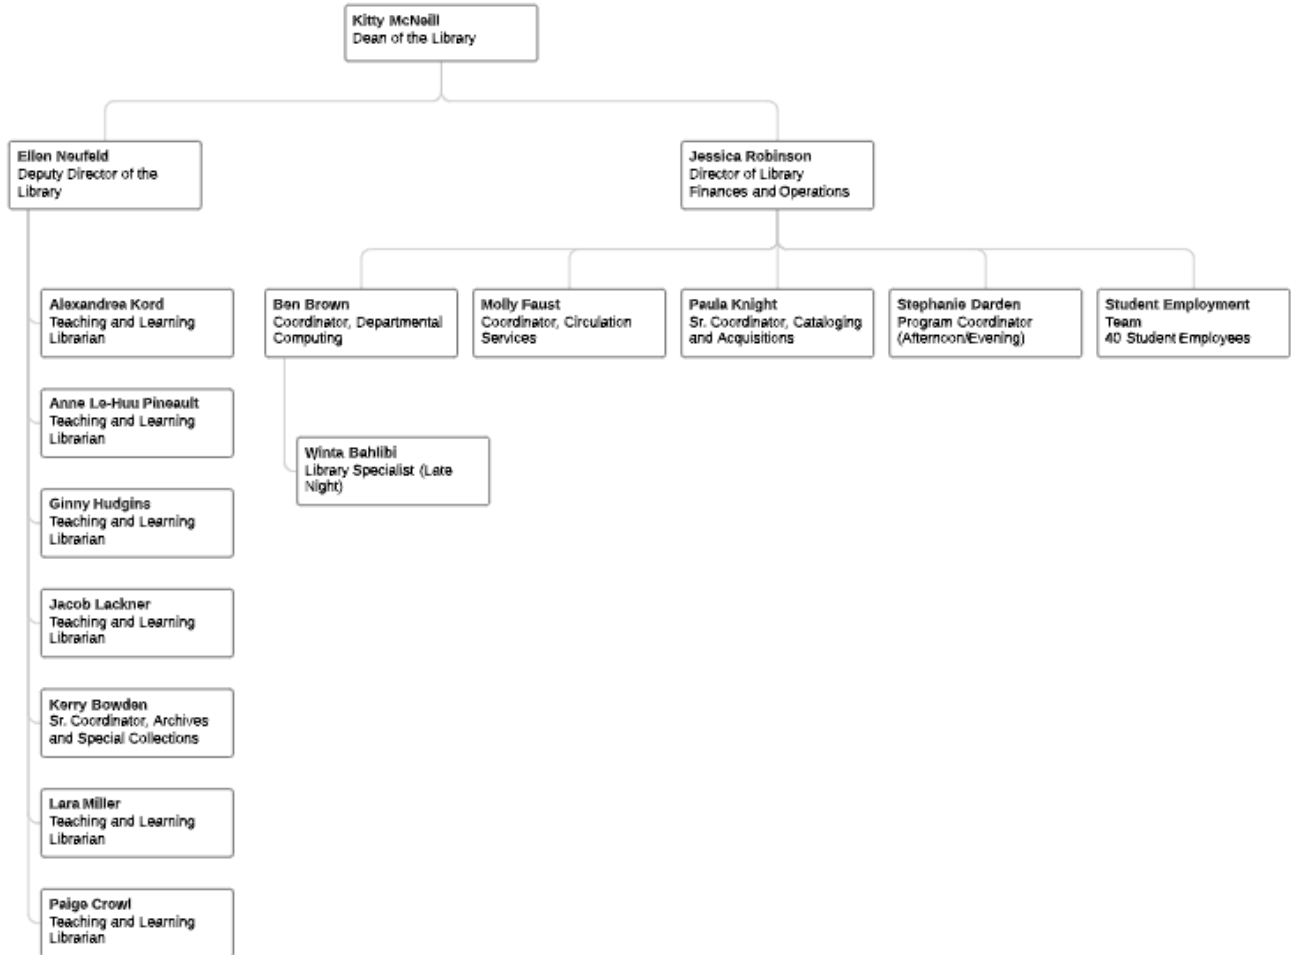 Kitty McNeill
Dean of the Library
Ellen Neufeld
Deputy Director of the
Library
Jessica Robinson
Director of Library
Finances and Operations
Alexandrea Kord
Teaching and Learning
Librarian
Ben Brown
Coordinator, Departmental
Computing
Molly Faust
Coordinator, Circulation
Services
Paula Knight
Sr. Coordinator, Cataloging
and Acquisitions
Stephanie Darden
Program Coordinator
(Afternoon/Evening)
Student Employment
Team
40 Student Employees
Anne Le-Huu Pineault
Teaching and Learning
Librarian
Winta Bahlibi
Library Specialist (Late
Night)
Ginny Hudgins
Teaching and Learning
Librarian
Jacob Lackner
Teaching and Learning
Librarian
Kerry Bowden
Sr. Coordinator, Archives
and Special Collections
Lara Miller
Teaching and Learning
Librarian
Paige Crowl
Teaching and Learning
Librarian